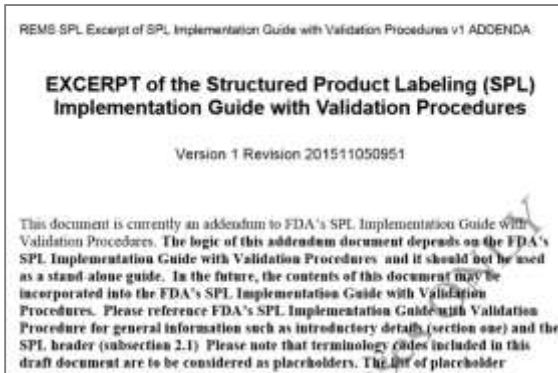 REMS SPL Excerpt of SPL Implementation Guide with Validation Procedures v1 ADDENDA
EXCERPT of the Structured Product Labeling (SPL)
Implementation Guide with Validation Procedures
Version 1 Revision 201511050951
This document is currently an addendum to FDA's SPL Implementation Guide with
Validation Procedures. The logic of this addendum document depends on the FDA's
SPL Implementation Guide with Validation Procedures and it should not be used
as a stand-alone guide. In the future, the contents of this document may be
incorporated into the FDA's SPL Implementation Guide with Validation
Procedures. Please reference FDA's SPL Implementation Guide with Validation
Procedure for general information such as introductory details (section one) and the
SPL header (subsection 2.1) Please note that terminology codes included in this
draft document are to be considered as placeholders. The list of placeholder